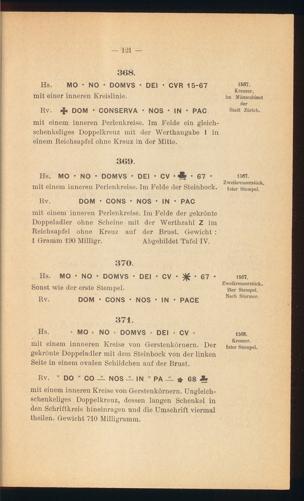 — 121 —
368.
Hs. MO · NO · DOMVS · DEI · CVR 15-67
mit einer inneren Kreislinie.
1567.
Kreuzer,
im Münzcabinet
der
Stadt Zürich.
Rv. ✠ DOM · CONSERVA · NOS · IN · PAC
mit einem inneren Perlenkreise. Im Felde ein gleich-
schenkeliges Doppelkreuz mit der Werthangabe I in
einem Reichsapfel ohne Kreuz in der Mitte.
369.
Hs. MO · NO · DOMVS · DEI · CV · · 67 ·
mit einem inneren Perlenkreise. Im Felde der Steinbock.
1567.
Zweikreuzerstück,
Ister Stempel.
Rv. DOM · CONS · NOS · IN · PAC
mit einem inneren Perlenkreise. Im Felde der gekrönte
Doppeladler ohne Scheine mit der Werthzahl Z im
Reichsapfel ohne Kreuz auf der Brust. Gewicht:
1 Gramm 190 Milligr. Abgebildet Tafel IV.
370.
Hs. MO · NO · DOMVS · DEI · CV · ✳ · 67 ·
Sonst wie der erste Stempel.
1567.
Zweikreuzerstück,
IIter Stempel.
Nach Stürmer.
Rv. DOM · CONS · NOS · IN · PACE
371.
Hs. · MO · NO · DOMVS · DEI · CV ·
mit einem inneren Kreise von Gerstenkörnern. Der
gekrönte Doppeladler mit dem Steinbock von der linken
Seite in einem ovalen Schildchen auf der Brust.
1568.
Kreuzer.
Ister Stempel.
Rv. DO CO NOS IN PA 68
mit einem inneren Kreise von Gerstenkörnern. Ungleich-
schenkeliges Doppelkreuz, dessen langen Schenkel in
den Schriftkreis hineinragen und die Umschrift viermal
theilen. Gewicht 710 Milligramm.